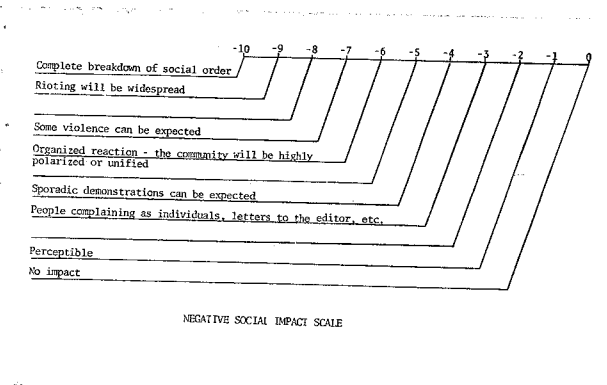 -10 -9 -8 -7 -6 -5 -4 -3 -2 -1 0
Complete breakdown of social order
Rioting will be widespread
Some violence can be expected
Organized reaction - the community will be highly
polarized or unified
Sporadic demonstrations can be expected
People complaining as individuals, letters to the editor, etc.
Perceptible
No impact
NEGATIVE SOCIAL IMPACT SCALE